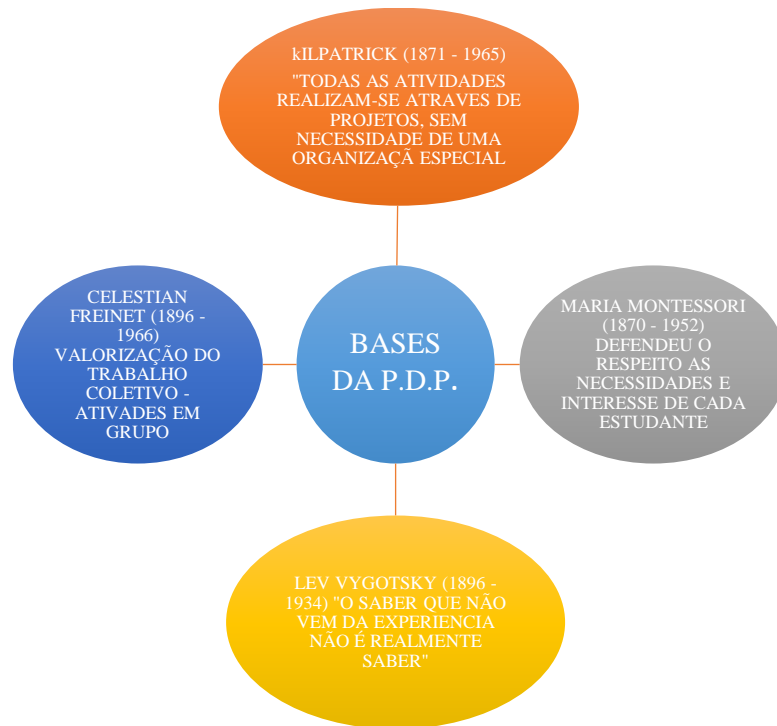 kILPATRICK (1871 - 1965)
"TODAS AS ATIVIDADES
REALIZAM-SE ATRAVES DE
PROJETOS, SEM
NECESSIDADE DE UMA
ORGANIZAÇÃ ESPECIAL
CELESTIAN
FREINET (1896 -
1966)
VALORIZAÇÃO DO
TRABALHO
COLETIVO -
ATIVADES EM
GRUPO
BASES
DA P.D.P.
MARIA MONTESSORI
(1870 - 1952)
DEFENDEU O
RESPEITO AS
NECESSIDADES E
INTERESSE DE CADA
ESTUDANTE
LEV VYGOTSKY (1896 -
1934) "O SABER QUE NÃO
VEM DA EXPERIENCIA
NÃO É REALMENTE
SABER"